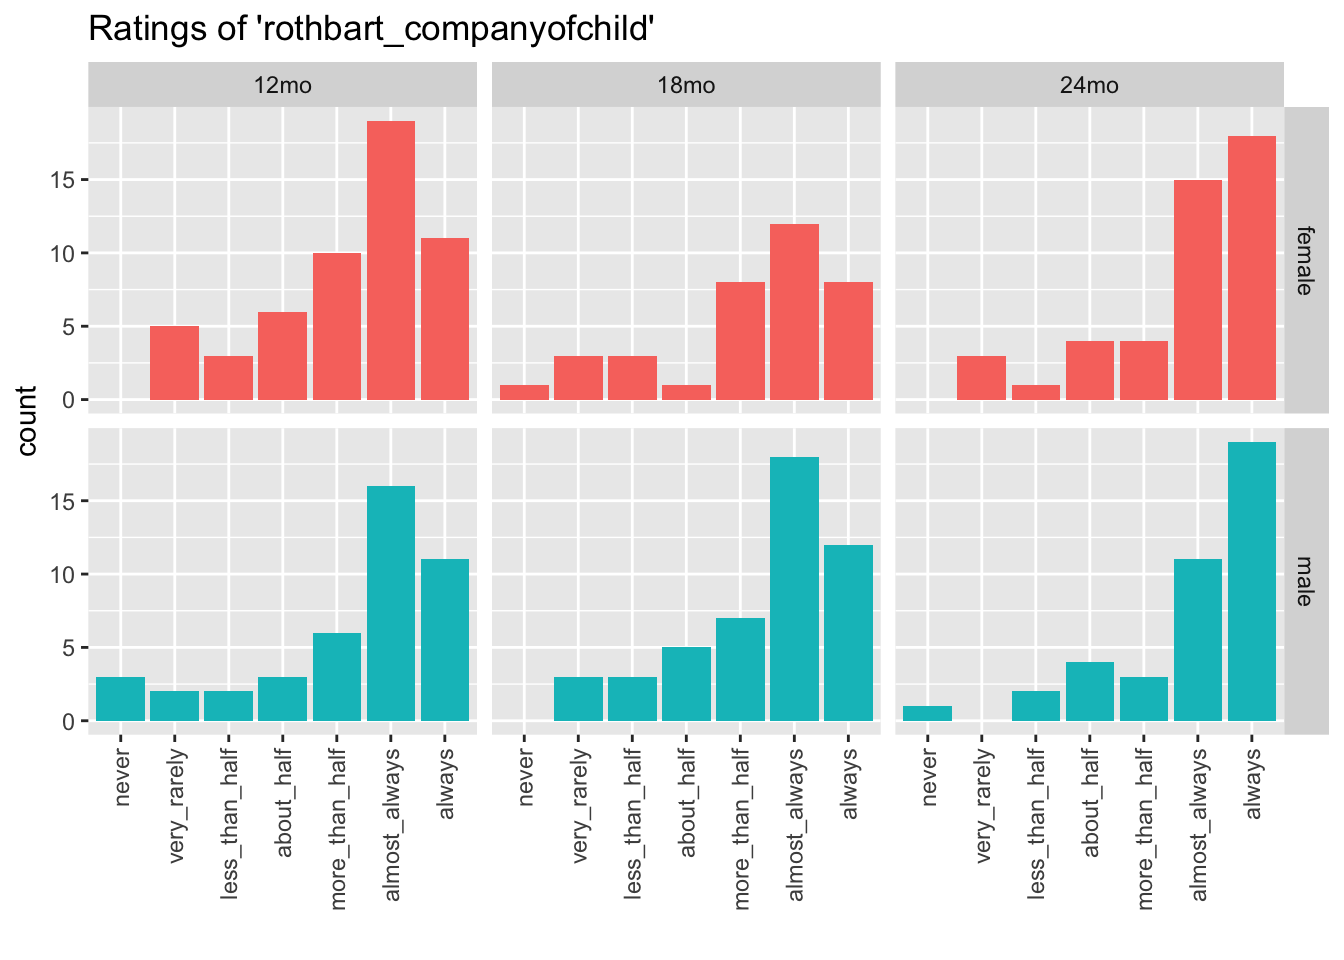 Ratings of 'rothbart_companyofchild'
12mo 18mo 24mo
15
10
5
0
female
count
15
10
5
0
male
never very_rarely less_than_half about_half more_than_half almost_always always never very_rarely less_than_half about_half more_than_half almost_always always never very_rarely less_than_half about_half more_than_half almost_always always